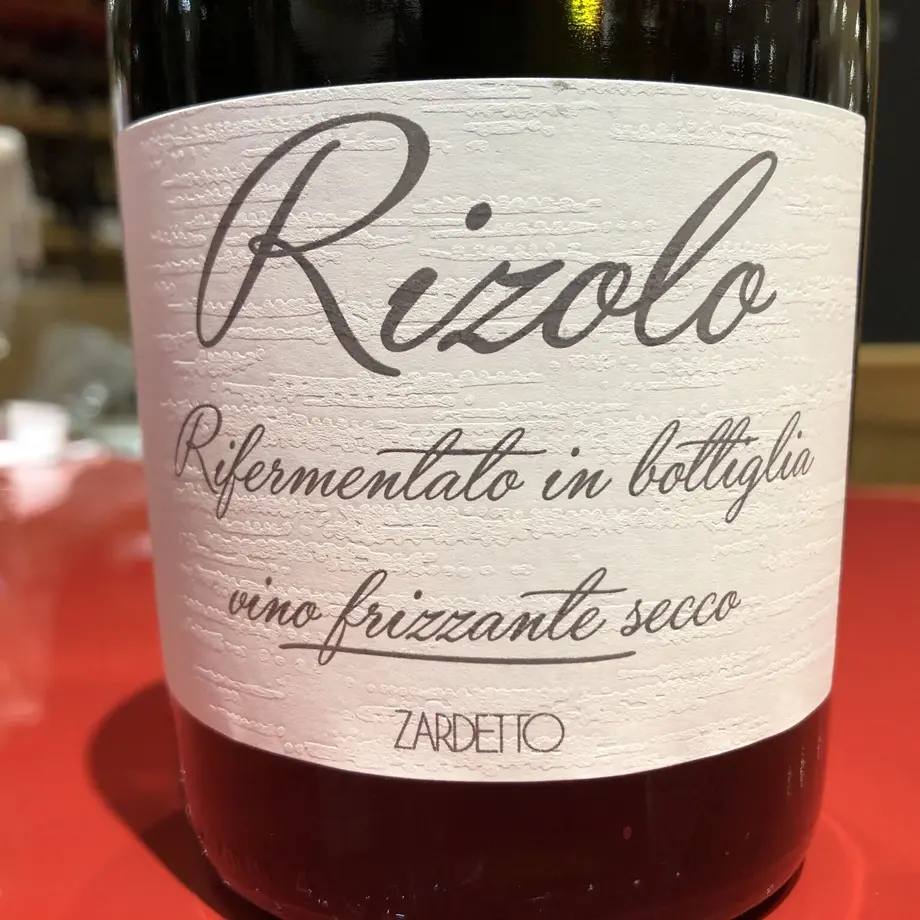 Rizolo
Rifermentato in bottiglia
vino frizzante secco
ZARDETTO